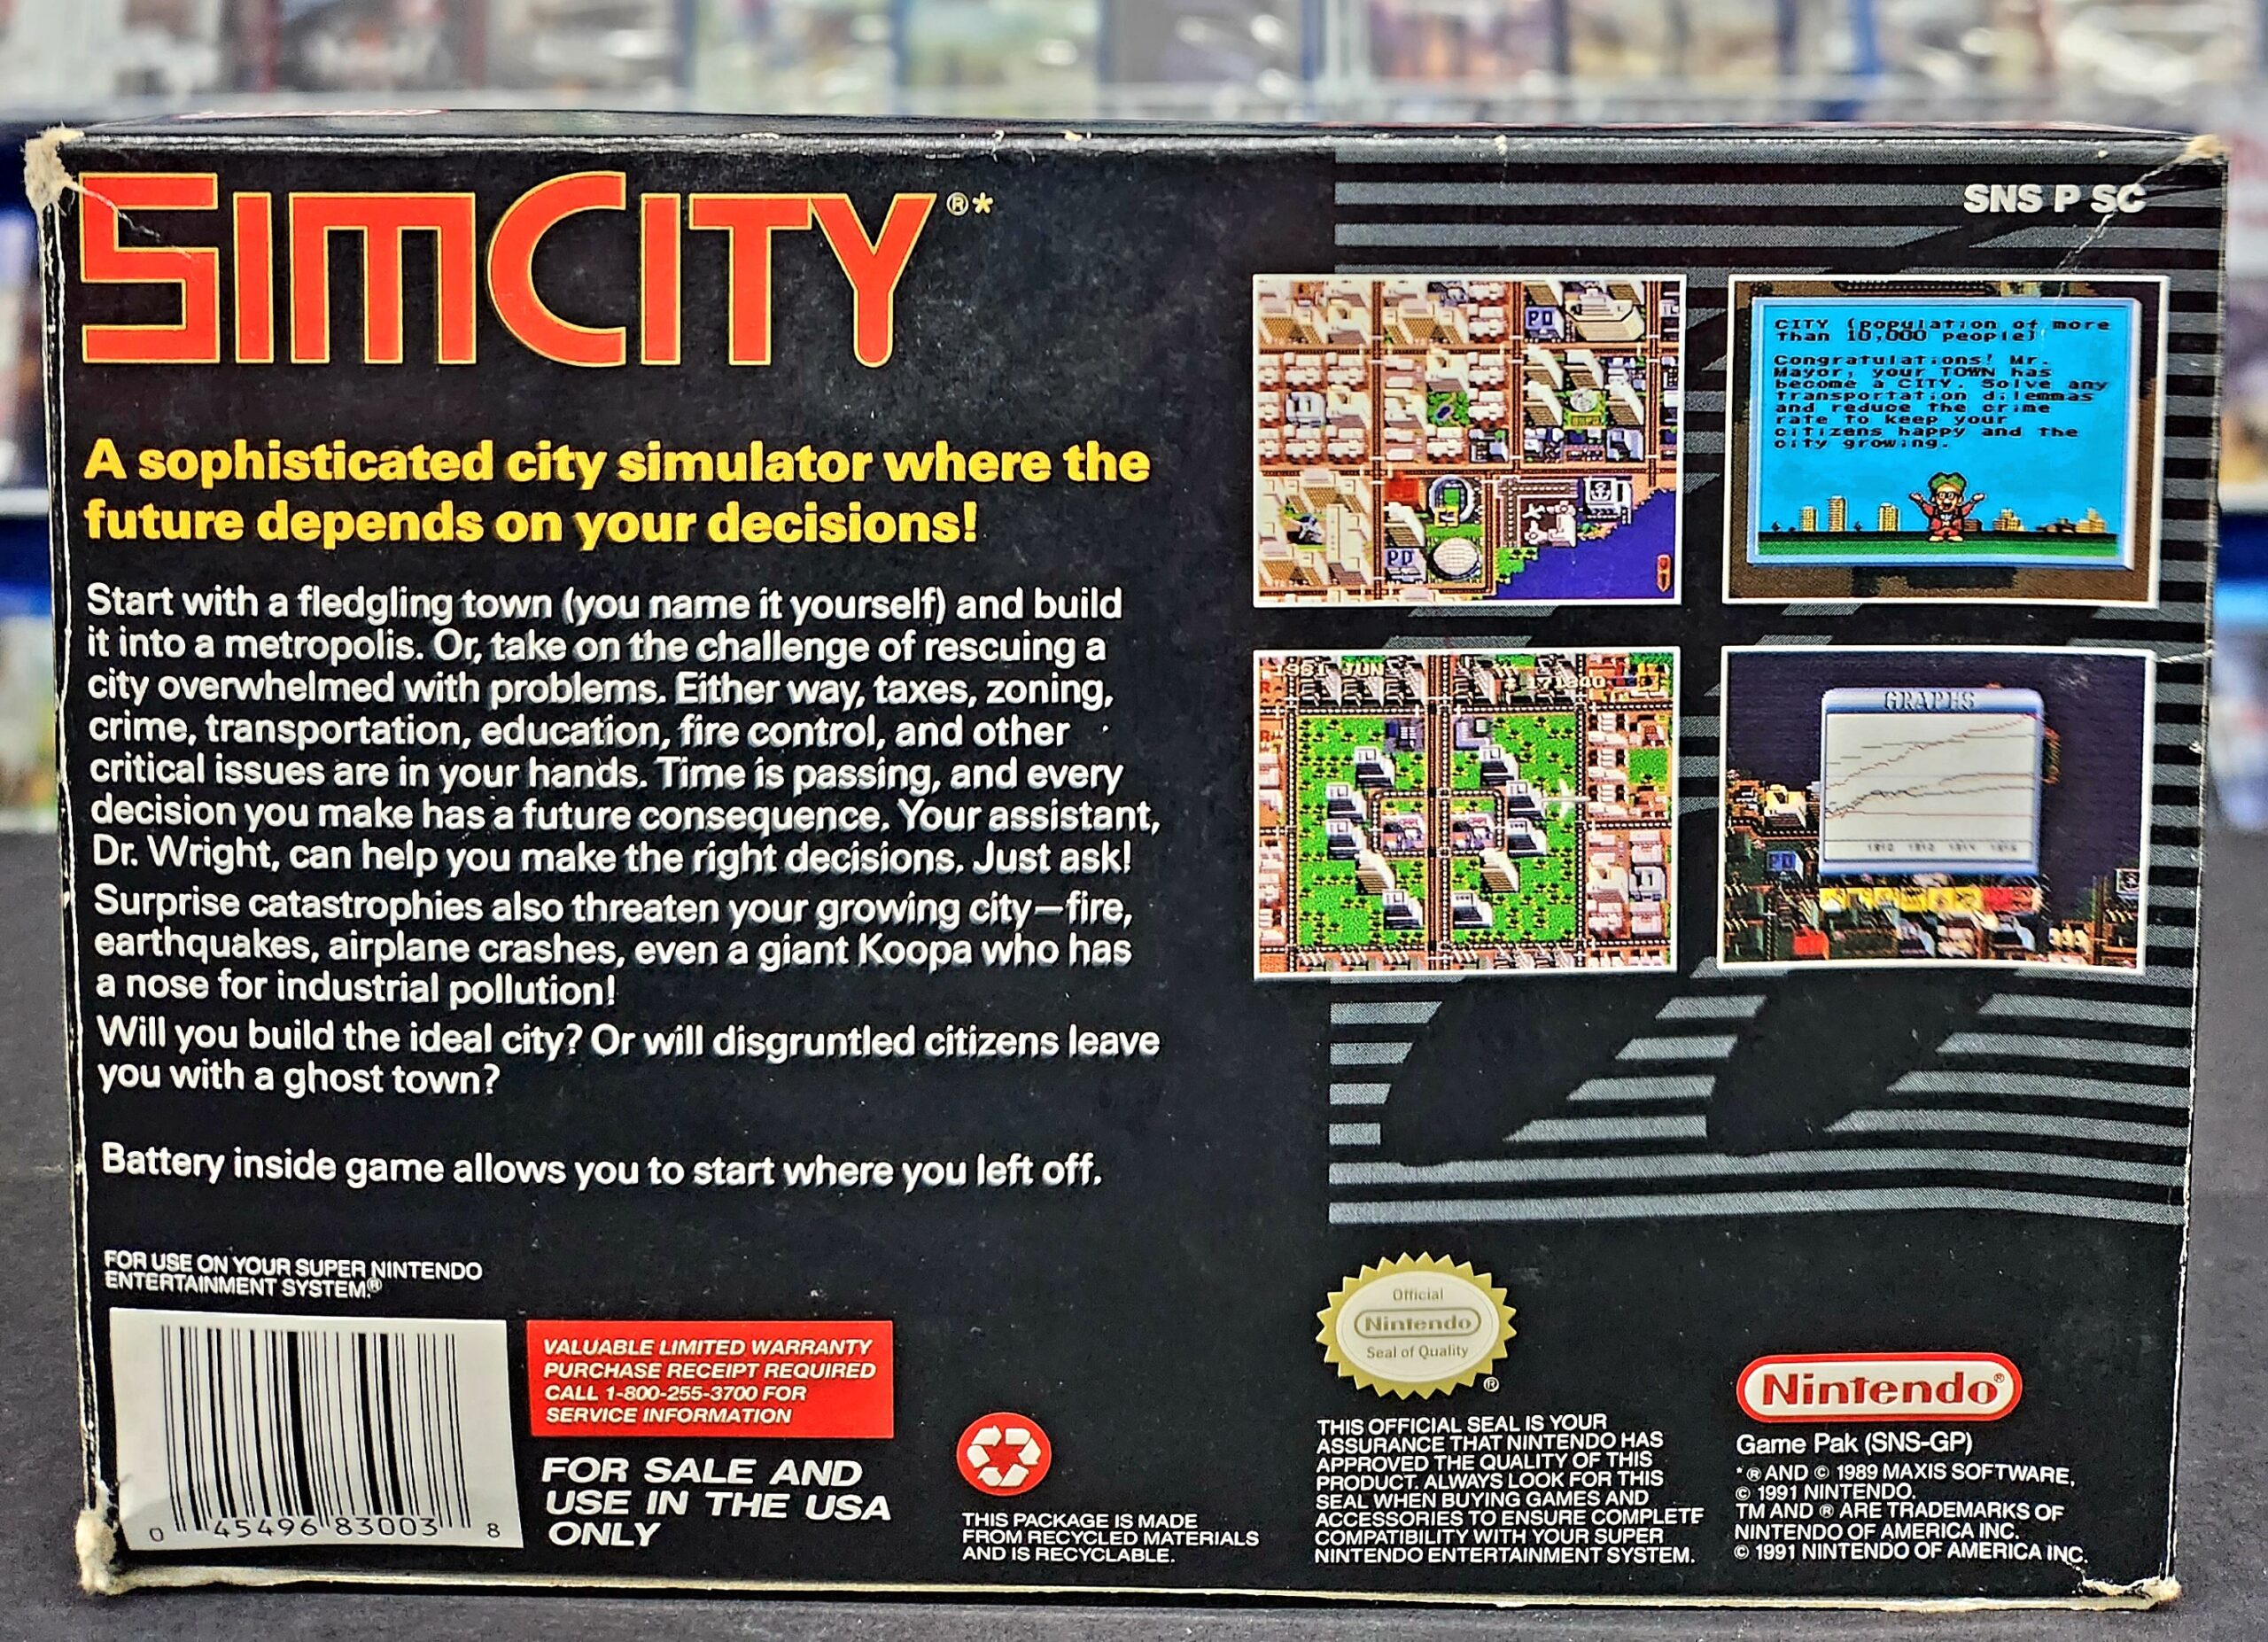 SIMCITY®*
SNS P SC
A sophisticated city simulator where the
future depends on your decisions!
Start with a fledgling town (you name it yourself) and build
it into a metropolis. Or, take on the challenge of rescuing a
city overwhelmed with problems. Either way, taxes, zoning,
crime, transportation, education, fire control, and other
critical issues are in your hands. Time is passing, and every
decision you make has a future consequence. Your assistant,
Dr. Wright, can help you make the right decisions. Just ask!
Surprise catastrophies also threaten your growing city—fire,
earthquakes, airplane crashes, even a giant Koopa who has
a nose for industrial pollution!
Will you build the ideal city? Or will disgruntled citizens leave
you with a ghost town?
Battery inside game allows you to start where you left off.
PD
PD
CITY (population of more
than 10,000 people)
Congratulations! Mr.
Mayor, your TOWN has
become a CITY. Solve any
transportation dilemmas
and reduce the crime
rate to keep your
citizens happy and the
city growing.
1981 JUN
GRAPHS
PD
FOR USE ON YOUR SUPER NINTENDO
ENTERTAINMENT SYSTEM®
0 45496 83003 8
VALUABLE LIMITED WARRANTY
PURCHASE RECEIPT REQUIRED
CALL 1-800-255-3700 FOR
SERVICE INFORMATION
FOR SALE AND
USE IN THE USA
ONLY
THIS PACKAGE IS MADE
FROM RECYCLED MATERIALS
AND IS RECYCLABLE.
Official
Nintendo
Seal of Quality
®
THIS OFFICIAL SEAL IS YOUR
ASSURANCE THAT NINTENDO HAS
APPROVED THE QUALITY OF THIS
PRODUCT. ALWAYS LOOK FOR THIS
SEAL WHEN BUYING GAMES AND
ACCESSORIES TO ENSURE COMPLETE
COMPATIBILITY WITH YOUR SUPER
NINTENDO ENTERTAINMENT SYSTEM.
Nintendo®
Game Pak (SNS-GP)
*® AND © 1989 MAXIS SOFTWARE,
© 1991 NINTENDO.
TM AND ® ARE TRADEMARKS OF
NINTENDO OF AMERICA INC.
© 1991 NINTENDO OF AMERICA INC.